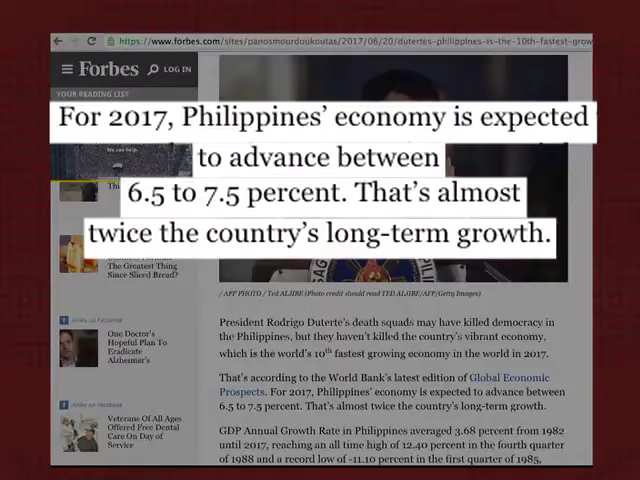 https://www.forbes.com/sites/panosmourdoukoutas/2017/06/20/dutertes-philippines-is-the-10th-fastest-grow
Forbes
LOG IN
YOUR READING LIST
For 2017, Philippines' economy is expected
to advance between
6.5 to 7.5 percent. That's almost
twice the country's long-term growth.
The Greatest Thing
Since Sliced Bread?
/ AFP PHOTO / Ted ALJIBE (Photo credit should read TED ALJIBE/AFP/Getty Images)
One Doctor's
Hopeful Plan To
Eradicate
Alzheimer's
Veterans Of All Ages
Offered Free Dental
Care On Day of
Service
President Rodrigo Duterte's death squads may have killed democracy in
the Philippines, but they haven't killed the country's vibrant economy,
which is the world's 10th fastest growing economy in the world in 2017.
That's according to the World Bank's latest edition of Global Economic
Prospects. For 2017, Philippines' economy is expected to advance between
6.5 to 7.5 percent. That's almost twice the country's long-term growth.
GDP Annual Growth Rate in Philippines averaged 3.68 percent from 1982
until 2017, reaching an all time high of 12.40 percent in the fourth quarter
of 1988 and a record low of -11.10 percent in the first quarter of 1985,